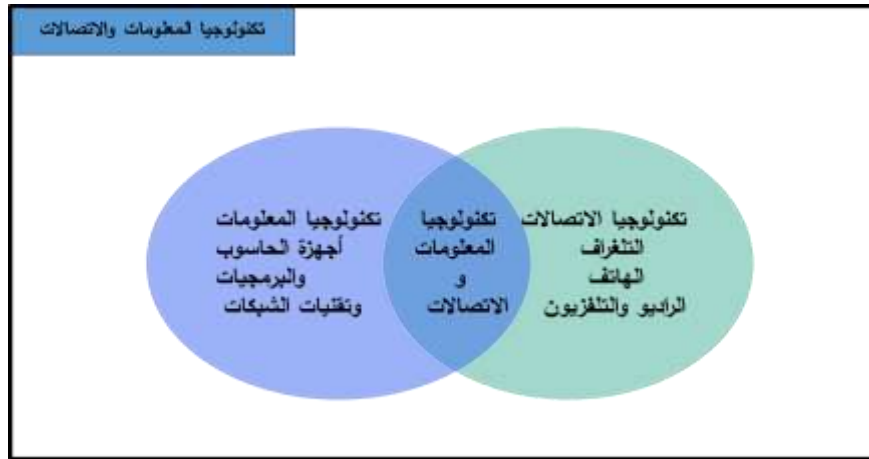 تكنولوجيا المعلومات والاتصالات
تكنولوجيا الاتصالات
التلغراف
الهاتف
الراديو والتلفزيون
تكنولوجيا
المعلومات
و
الاتصالات
تكنولوجيا المعلومات
أجهزة الحاسوب
والبرمجيات
وتقنيات الشبكات